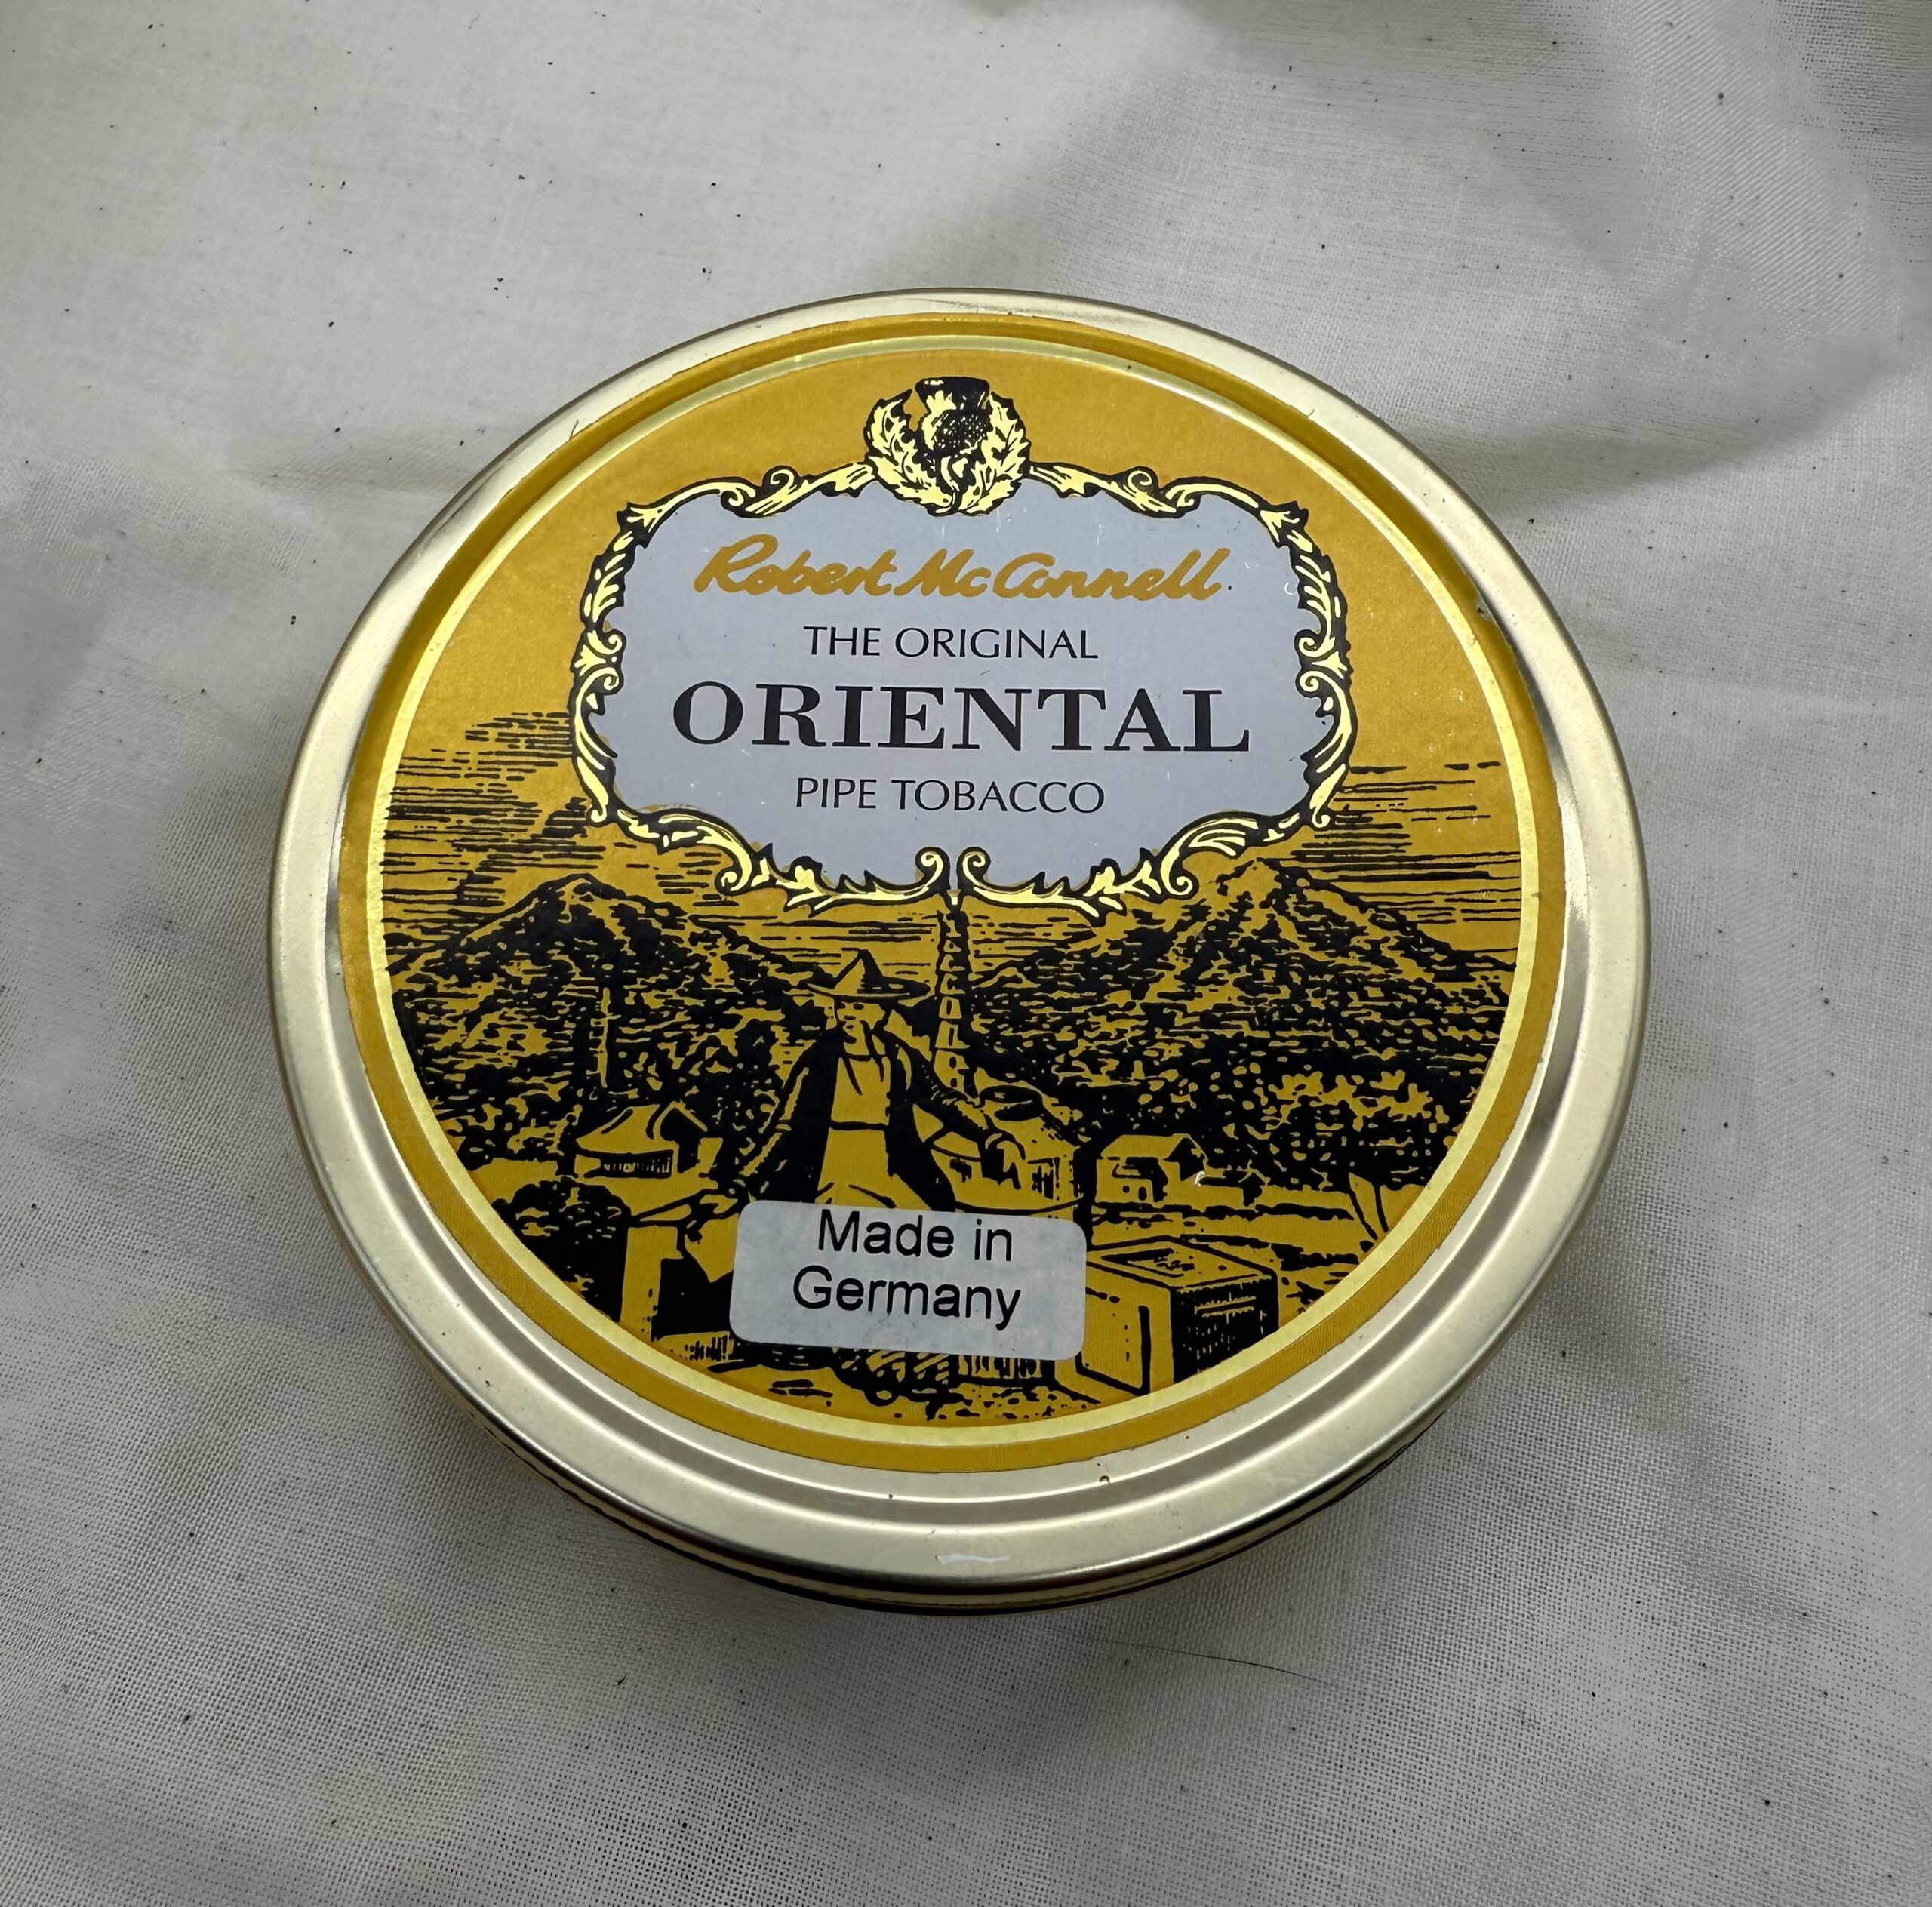 Robert McConnell
THE ORIGINAL
ORIENTAL
PIPE TOBACCO
Made in
Germany